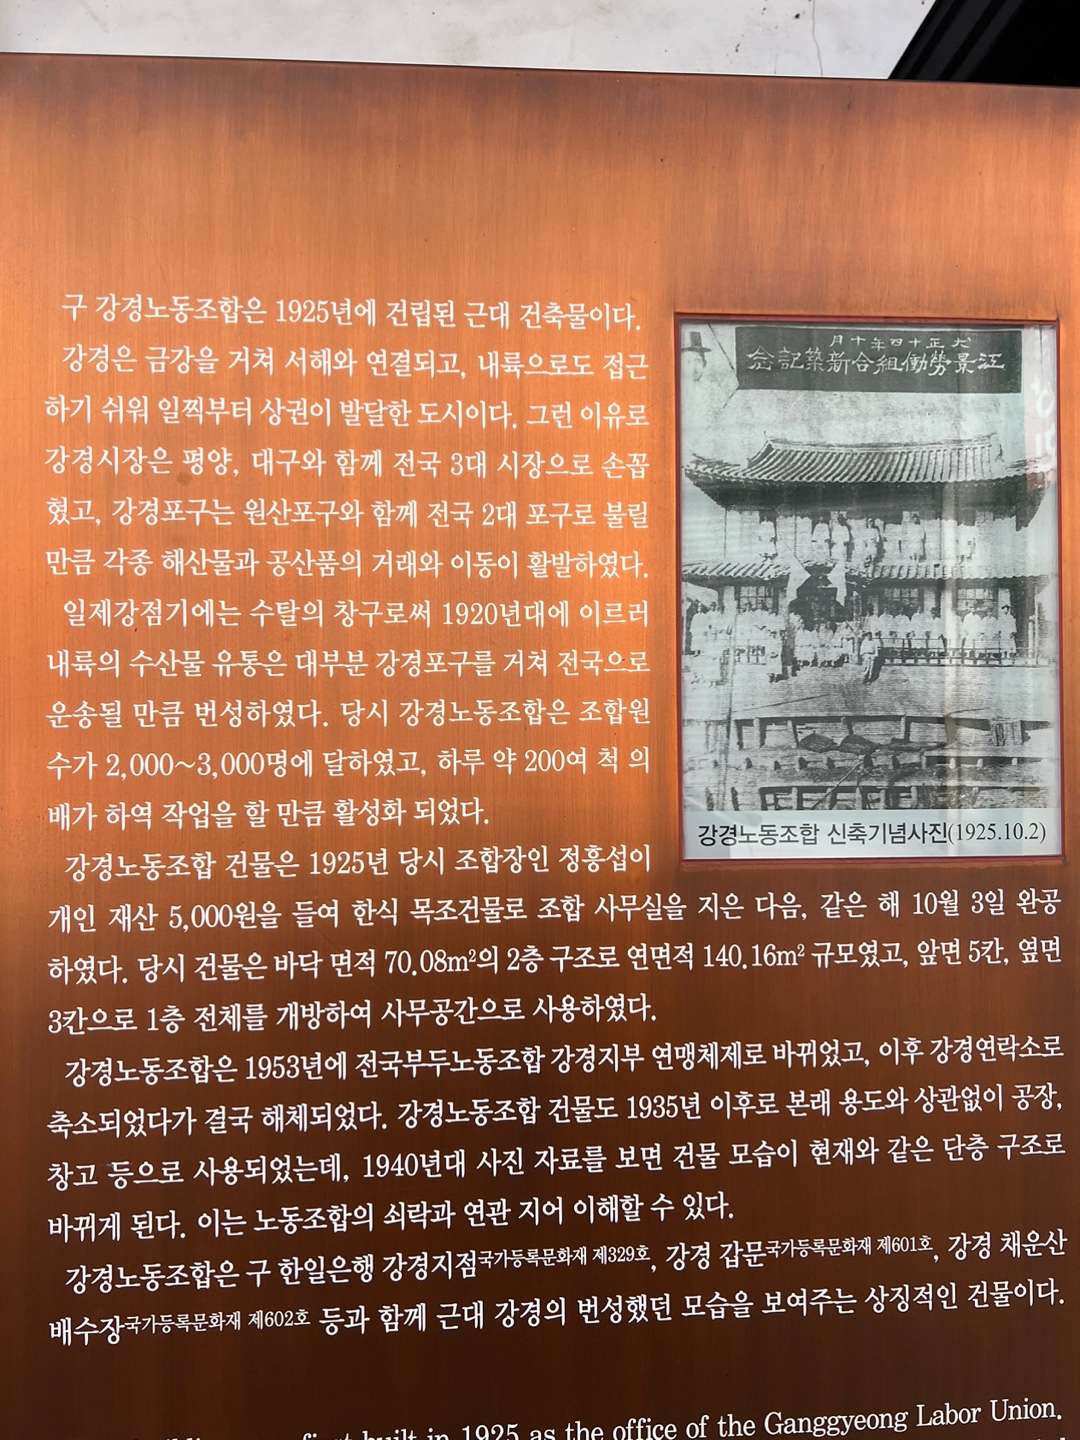 구 강경노동조합은 1925년에 건립된 근대 건축물이다.
강경은 금강을 거쳐 서해와 연결되고, 내륙으로도 접근
하기 쉬워 일찍부터 상권이 발달한 도시이다. 그런 이유로
강경시장은 평양, 대구와 함께 전국 3대 시장으로 손꼽
혔고, 강경포구는 원산포구와 함께 전국 2대 포구로 불릴
만큼 각종 해산물과 공산품의 거래와 이동이 활발하였다.
일제강점기에는 수탈의 창구로써 1920년대에 이르러
내륙의 수산물 유통은 대부분 강경포구를 거쳐 전국으로
운송될 만큼 번성하였다. 당시 강경노동조합은 조합원
수가 2,000~3,000명에 달하였고, 하루 약 200여 척 의
배가 하역 작업을 할 만큼 활성화 되었다.
강경노동조합 건물은 1925년 당시 조합장인 정흥섭이
개인 재산 5,000원을 들여 한식 목조건물로 조합 사무실을 지은 다음, 같은 해 10월 3일 완공
하였다. 당시 건물은 바닥 면적 70.08m²의 2층 구조로 연면적 140.16m² 규모였고, 앞면 5칸, 옆면
3칸으로 1층 전체를 개방하여 사무공간으로 사용하였다.
강경노동조합은 1953년에 전국부두노동조합 강경지부 연맹체제로 바뀌었고, 이후 강경연락소로
축소되었다가 결국 해체되었다. 강경노동조합 건물도 1935년 이후로 본래 용도와 상관없이 공장,
창고 등으로 사용되었는데, 1940년대 사진 자료를 보면 건물 모습이 현재와 같은 단층 구조로
바뀌게 된다. 이는 노동조합의 쇠락과 연관 지어 이해할 수 있다.
강경노동조합은 구 한일은행 강경지점국가등록문화재 제329호, 강경 갑문국가등록문화재 제601호, 강경 채운산
배수장국가등록문화재 제602호 등과 함께 근대 강경의 번성했던 모습을 보여주는 상징적인 건물이다.
大正十四年十月
江景勞働組合新築記念
강경노동조합 신축기념사진(1925.10.2)
first built in 1925 as the office of the Ganggyeong Labor Union.